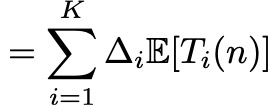 = \sum_{i=1}^{K} \Delta_i \mathbb{E}[T_i(n)]